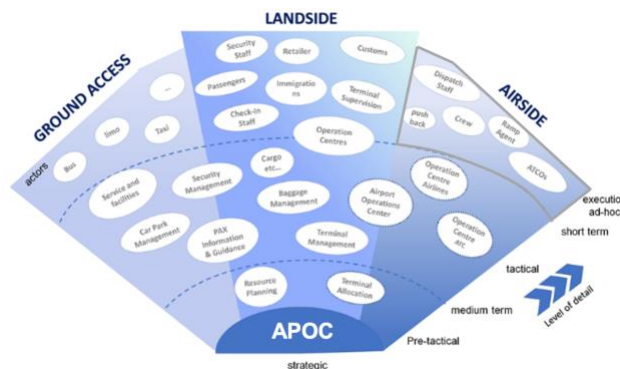 LANDSIDE
GROUND ACCESS
AIRSIDE
Security
Staff
Retailer
Customs
...
Passengers
Immigratio
ns
Terminal
Supervision
Dispatch
Staff
Limo
Taxi
Check-In
Staff
Operation
Centres
push
back
Crew
Ramp
Agent
Bus
actors
ATCOs
Service and
facilities
Security
Management
Cargo
etc...
Operation
Centre
Airlines
execution
ad-hoc
Baggage
Management
Airport
Operations
Center
short term
Car Park
Management
PAX
Information
& Guidance
Terminal
Management
Operation
Centre
ATC
tactical
Resource
Planning
Terminal
Allocation
Level of detail
medium term
APOC
Pre-tactical
strategic